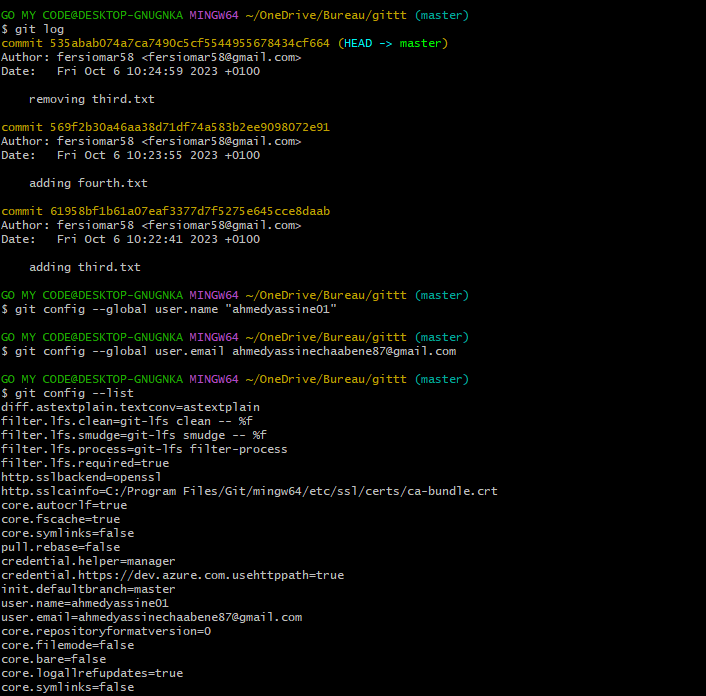 GO MY CODE@DESKTOP-GNUGNKA MINGW64 ~/OneDrive/Bureau/gittt (master)
$ git log
commit 535abab074a7ca7490c5cf5544955678434cf664 (HEAD -> master)
Author: fersiomar58 <fersiomar58@gmail.com>
Date:   Fri Oct 6 10:24:59 2023 +0100

    removing third.txt

commit 569f2b30a46aa38d71df74a583b2ee9098072e91
Author: fersiomar58 <fersiomar58@gmail.com>
Date:   Fri Oct 6 10:23:55 2023 +0100

    adding fourth.txt

commit 61958bf1b61a07eaf3377d7f5275e645cce8daab
Author: fersiomar58 <fersiomar58@gmail.com>
Date:   Fri Oct 6 10:22:41 2023 +0100

    adding third.txt

GO MY CODE@DESKTOP-GNUGNKA MINGW64 ~/OneDrive/Bureau/gittt (master)
$ git config --global user.name "ahmedyassine01"

GO MY CODE@DESKTOP-GNUGNKA MINGW64 ~/OneDrive/Bureau/gittt (master)
$ git config --global user.email ahmedyassinechaabene87@gmail.com

GO MY CODE@DESKTOP-GNUGNKA MINGW64 ~/OneDrive/Bureau/gittt (master)
$ git config --list
diff.astextplain.textconv=astextplain
filter.lfs.clean=git-lfs clean -- %f
filter.lfs.smudge=git-lfs smudge -- %f
filter.lfs.process=git-lfs filter-process
filter.lfs.required=true
http.sslbackend=openssl
http.sslcainfo=C:/Program Files/Git/mingw64/etc/ssl/certs/ca-bundle.crt
core.autocrlf=true
core.fscache=true
core.symlinks=false
pull.rebase=false
credential.helper=manager
credential.https://dev.azure.com.usehttppath=true
init.defaultbranch=master
user.name=ahmedyassine01
user.email=ahmedyassinechaabene87@gmail.com
core.repositoryformatversion=0
core.filemode=false
core.bare=false
core.logallrefupdates=true
core.symlinks=false